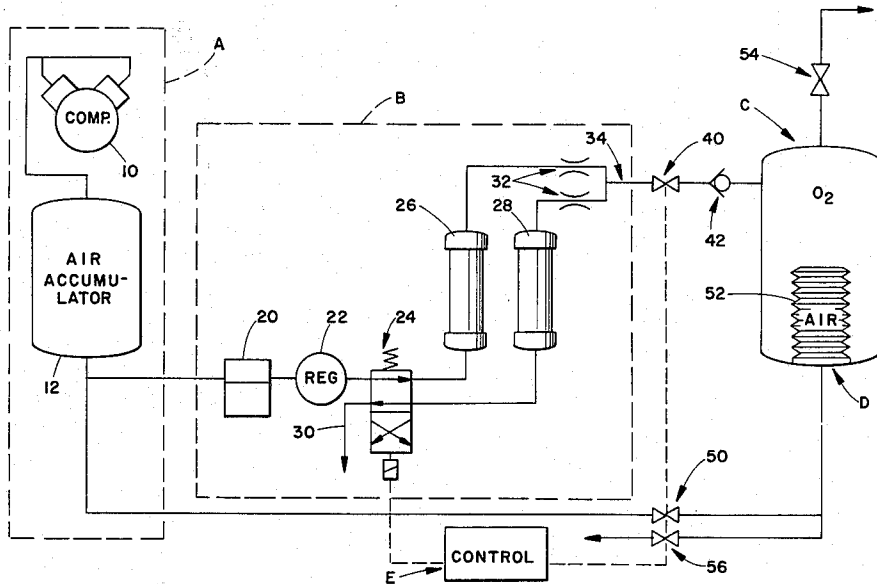 A
54
C
B
COMP.
10
34
40
32
O₂
26
28
42
AIR
ACCUMU-
LATOR
52
AIR
20
22
24
REG
12
D
30
50
CONTROL
E
56